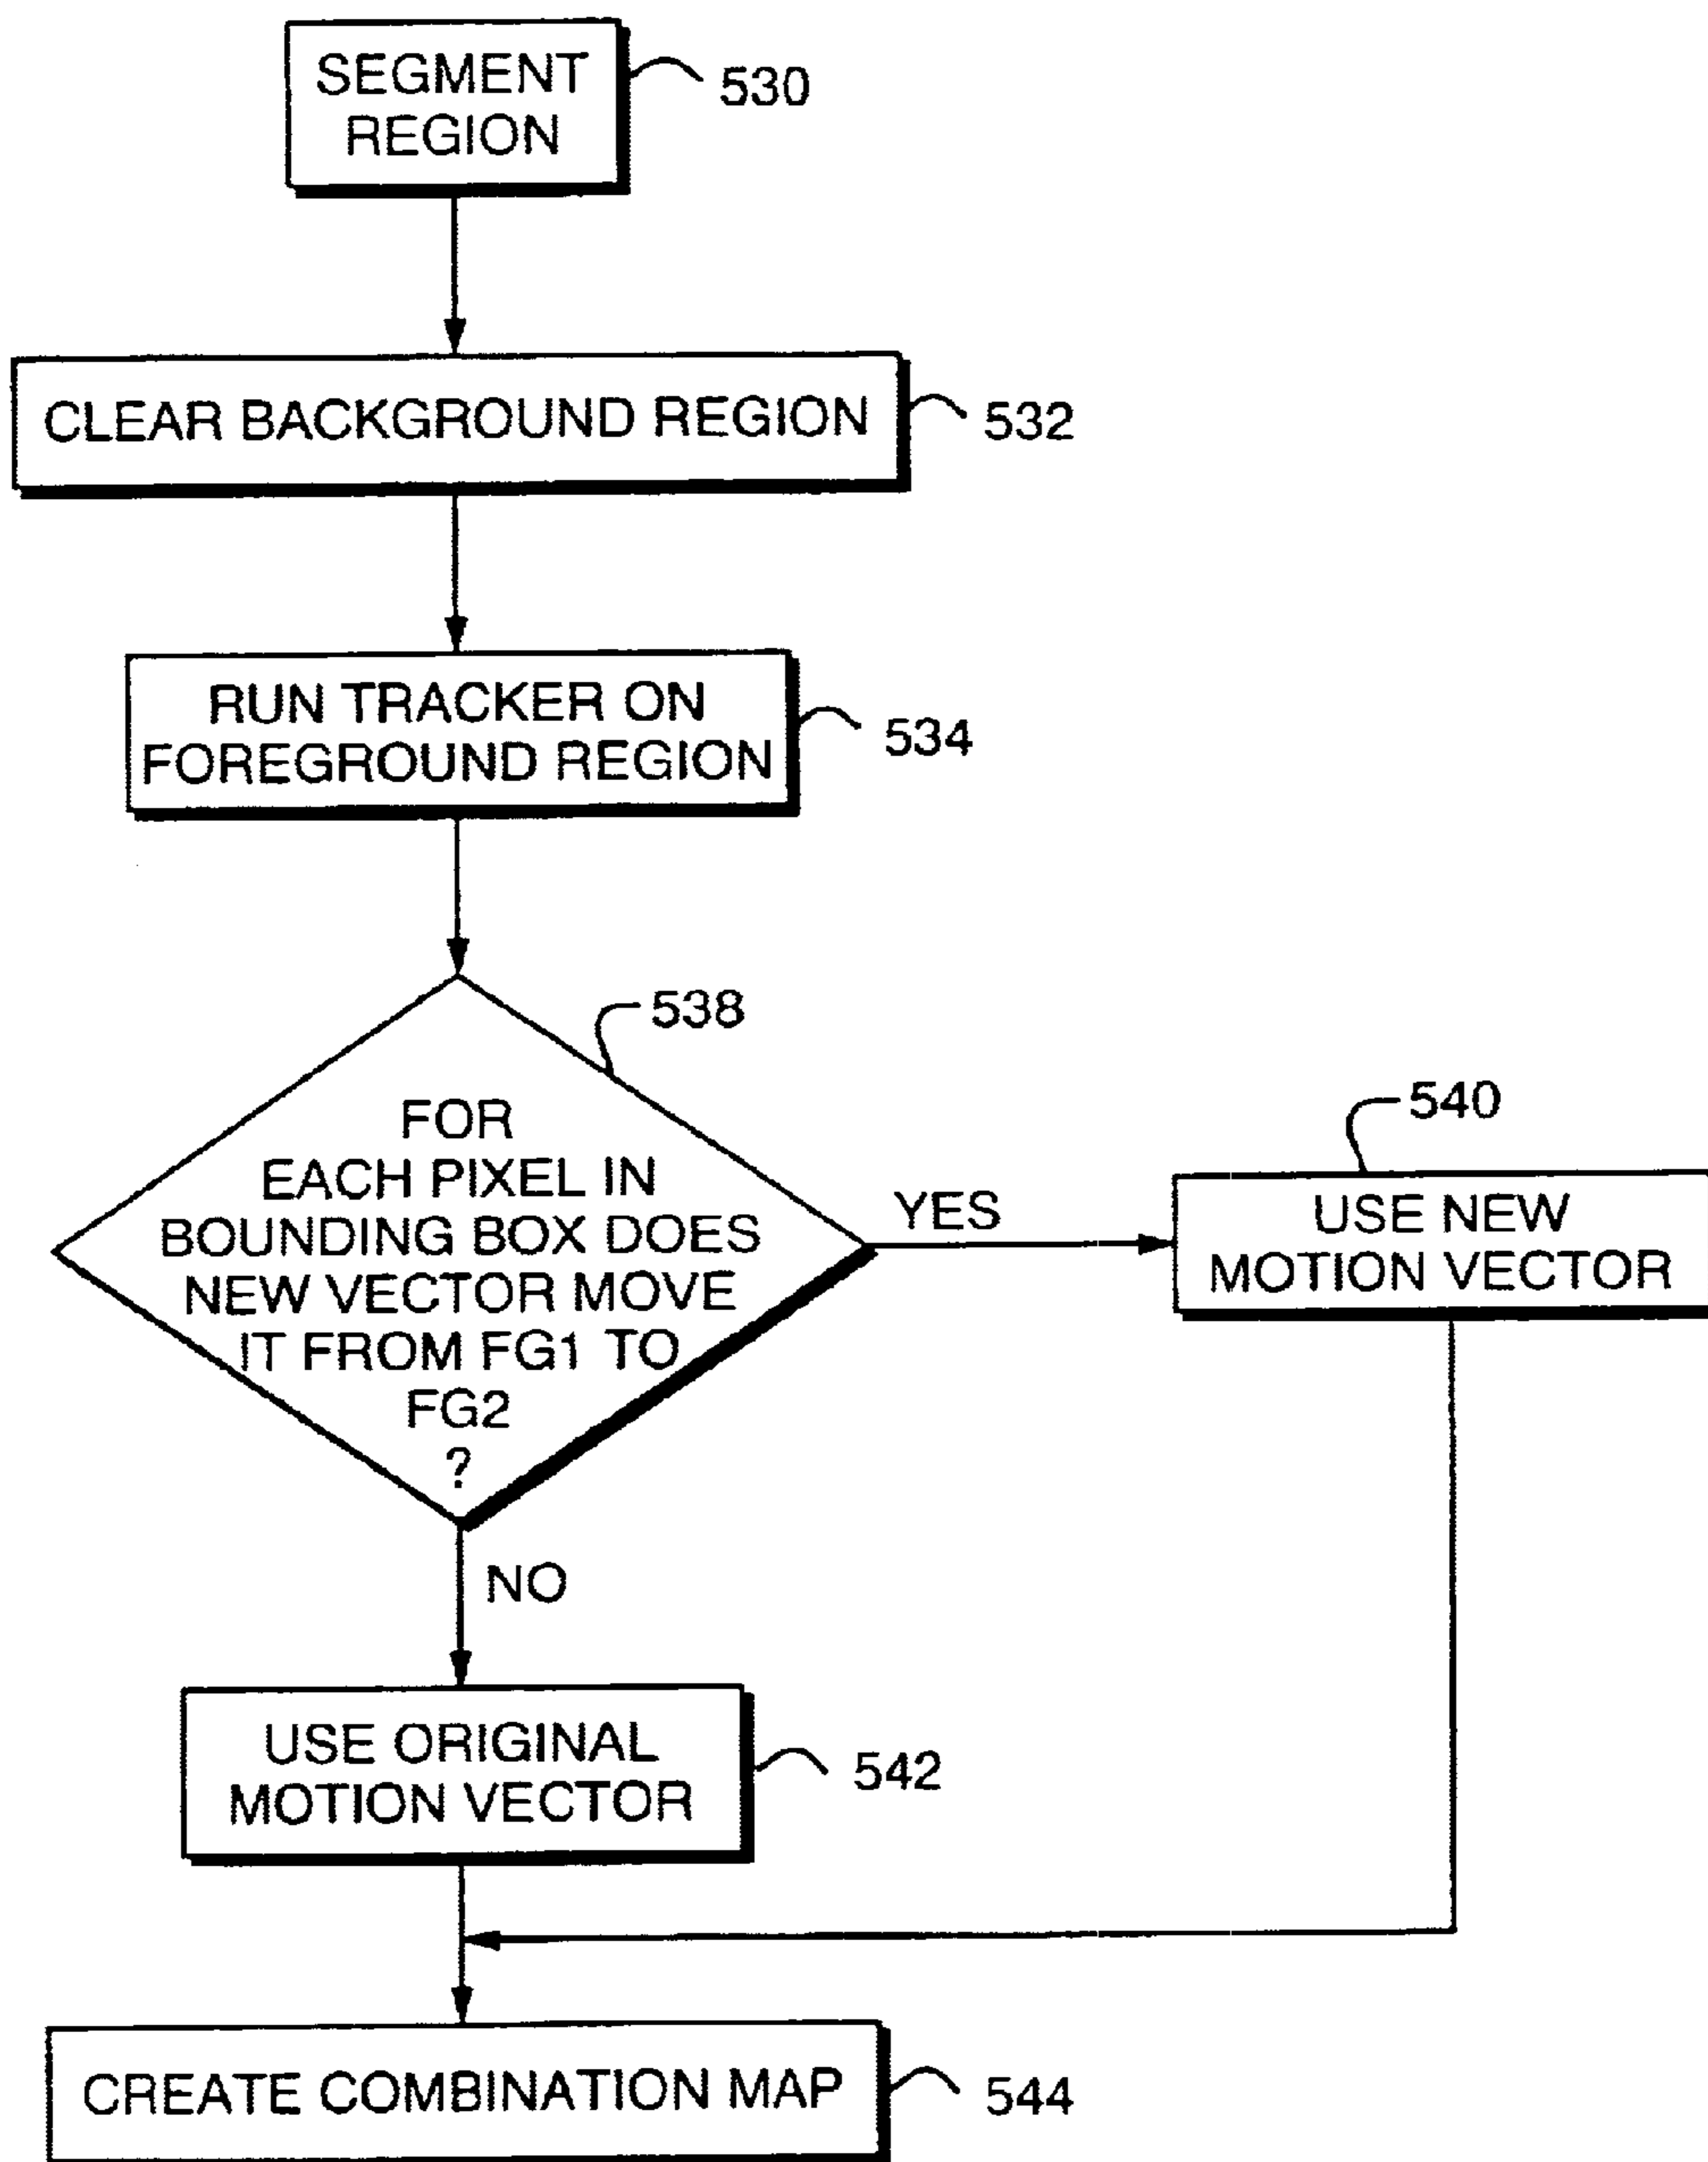 SEGMENT
REGION
530
CLEAR BACKGROUND REGION
532
RUN TRACKER ON
FOREGROUND REGION
534
538
FOR
EACH PIXEL IN
BOUNDING BOX DOES
NEW VECTOR MOVE
IT FROM FG1 TO
FG2
?
YES
540
USE NEW
MOTION VECTOR
NO
USE ORIGINAL
MOTION VECTOR
542
CREATE COMBINATION MAP
544